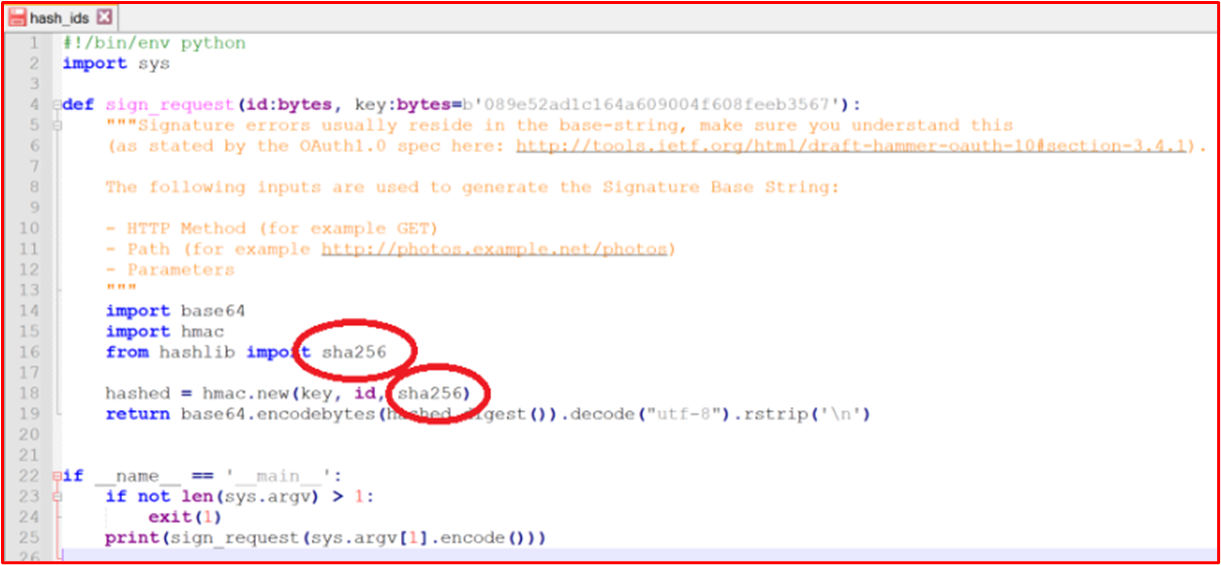 hash_ids
1 #!/bin/env python
2 import sys
3
4 def sign_request(id:bytes, key:bytes=b'089e52ad1c164a609004f608feeb3567'):
5 """Signature errors usually reside in the base-string, make sure you understand this
6 (as stated by the OAuth1.0 spec here: http://tools.ietf.org/html/draft-hammer-oauth-10#section-3.4.1).
7
8 The following inputs are used to generate the Signature Base String:
9
10 - HTTP Method (for example GET)
11 - Path (for example http://photos.example.net/photos)
12 - Parameters
13 """
14 import base64
15 import hmac
16 from hashlib import sha256
17
18 hashed = hmac.new(key, id, sha256)
19 return base64.encodebytes(hashed.digest()).decode("utf-8").rstrip('\n')
20
21
22 if __name__ == '__main__':
23 if not len(sys.argv) > 1:
24 exit(1)
25 print(sign_request(sys.argv[1].encode()))
26